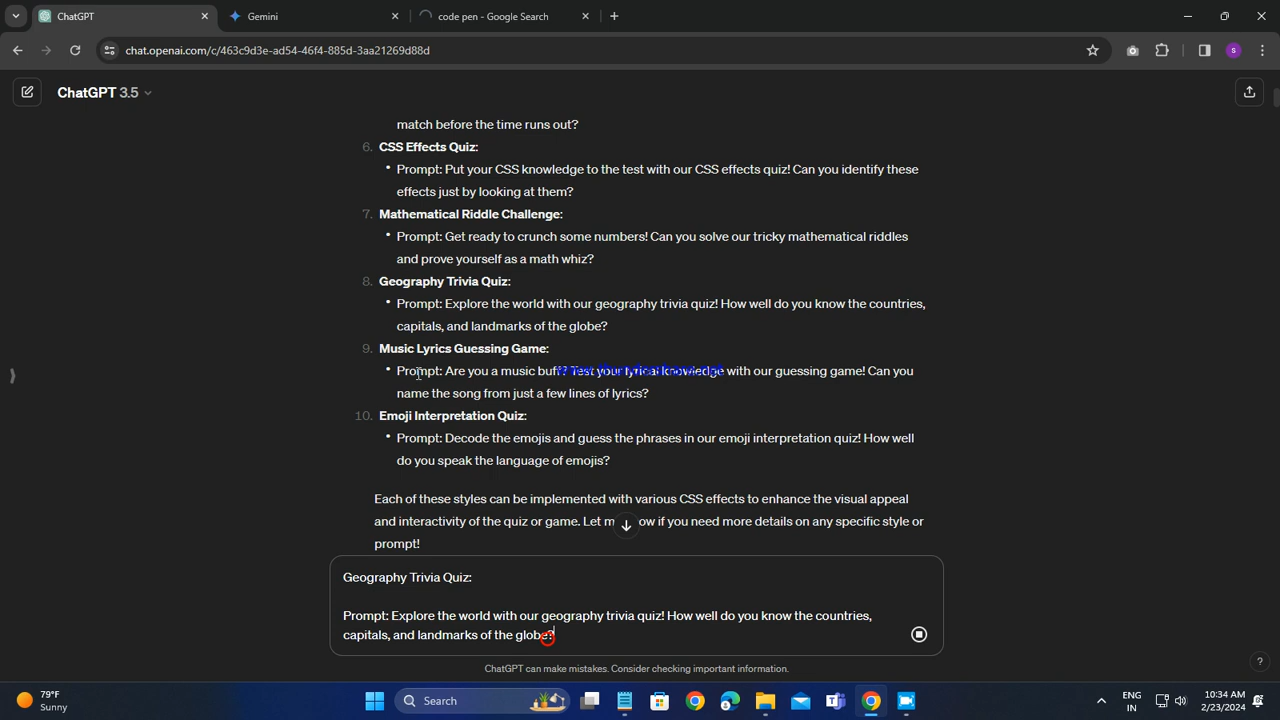 ChatGPT
Gemini
code pen - Google Search
chat.openai.com/c/463c9d3e-ad54-46f4-885d-3aa21269d88d
S
ChatGPT 3.5
match before the time runs out?
6. CSS Effects Quiz:
• Prompt: Put your CSS knowledge to the test with our CSS effects quiz! Can you identify these
effects just by looking at them?
7. Mathematical Riddle Challenge:
• Prompt: Get ready to crunch some numbers! Can you solve our tricky mathematical riddles
and prove yourself as a math whiz?
8. Geography Trivia Quiz:
• Prompt: Explore the world with our geography trivia quiz! How well do you know the countries,
capitals, and landmarks of the globe?
9. Music Lyrics Guessing Game:
• Prompt: Are you a music buff? Test your lyrical knowledge with our guessing game! Can you
name the song from just a few lines of lyrics?
10. Emoji Interpretation Quiz:
• Prompt: Decode the emojis and guess the phrases in our emoji interpretation quiz! How well
do you speak the language of emojis?
Each of these styles can be implemented with various CSS effects to enhance the visual appeal
and interactivity of the quiz or game. Let me know if you need more details on any specific style or
prompt!
Geography Trivia Quiz:
Prompt: Explore the world with our geography trivia quiz! How well do you know the countries,
capitals, and landmarks of the globe?
ChatGPT can make mistakes. Consider checking important information.
?
79°F
Sunny
Search
ENG
IN
10:34 AM
2/23/2024